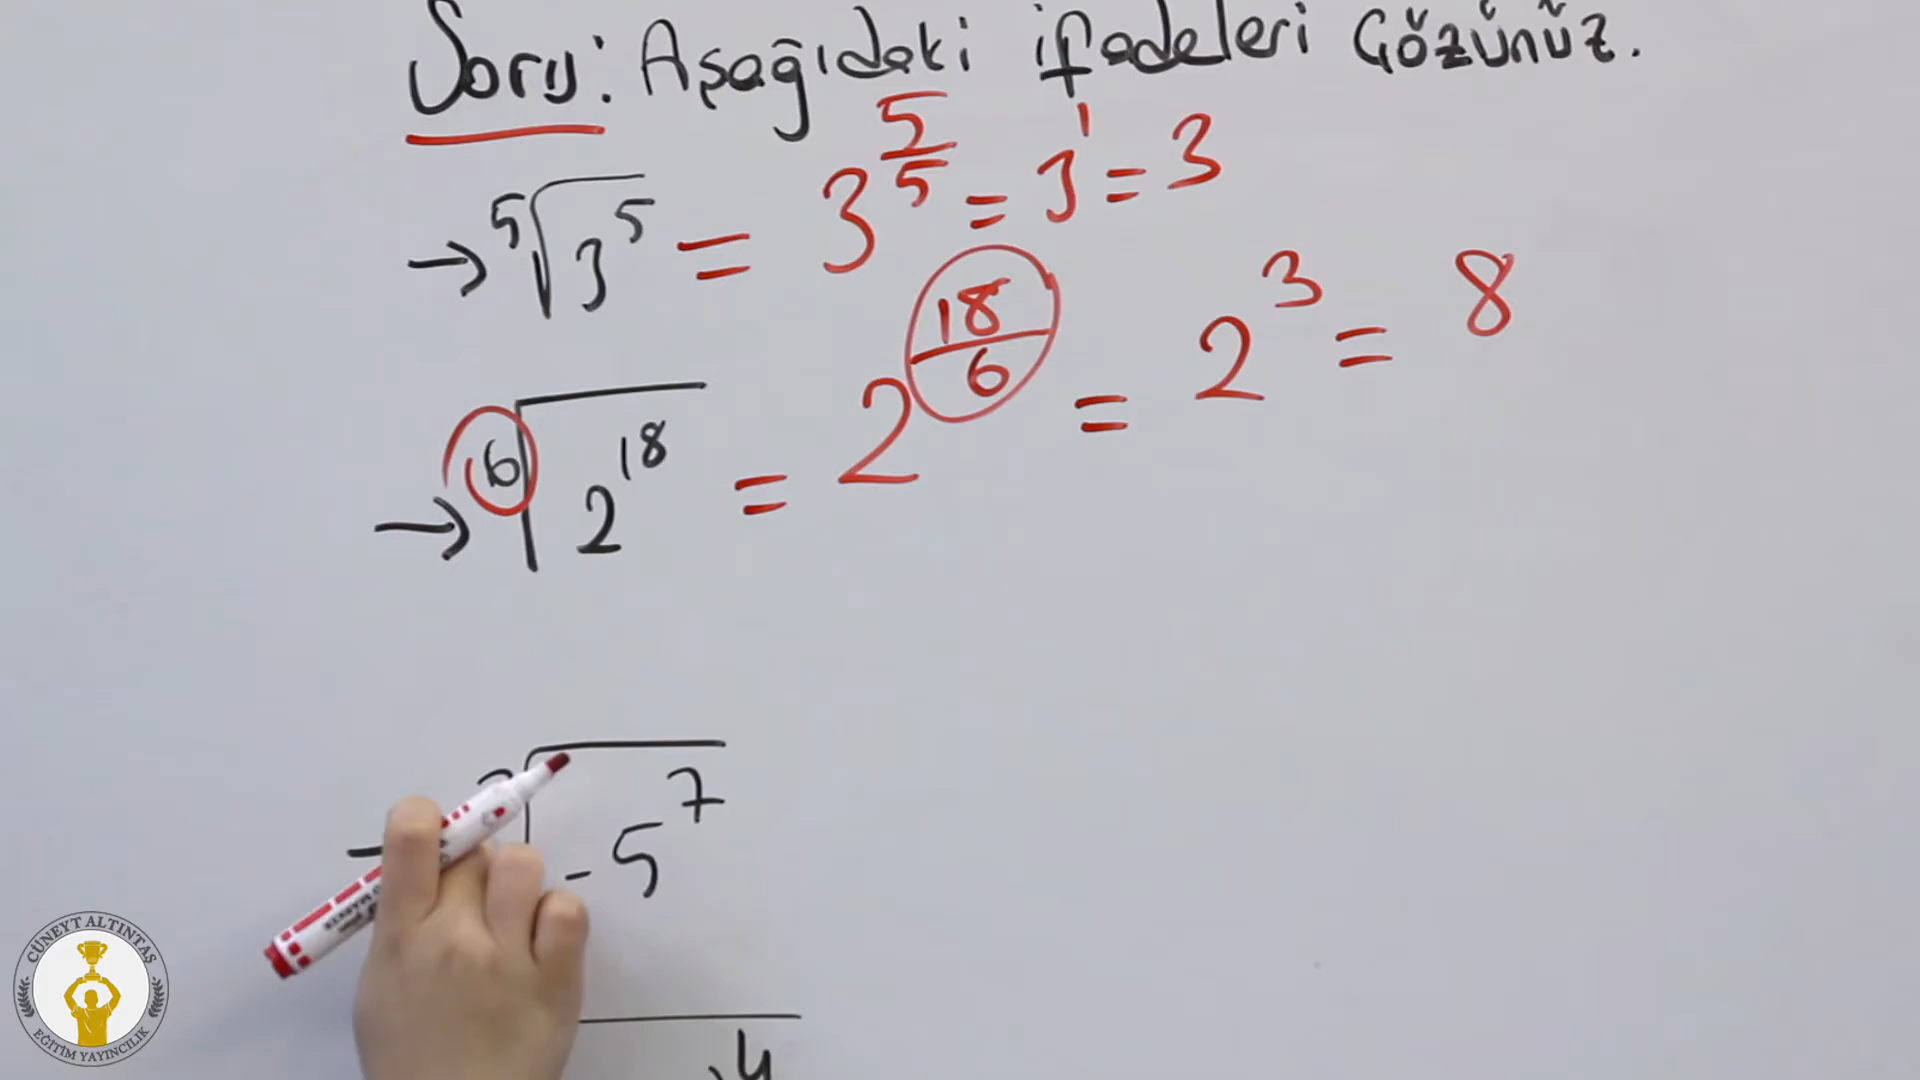 Soru: Aşağıdaki ifadeleri Çözünüz.
→ ⁵√3⁵ = 3^(5/5) = 3¹ = 3
→ ⁶√2¹⁸ = 2^(18/6) = 2³ = 8
√-5⁷
4
CÜNEYT ALTINTAŞ
EĞİTİM YAYINCILIK